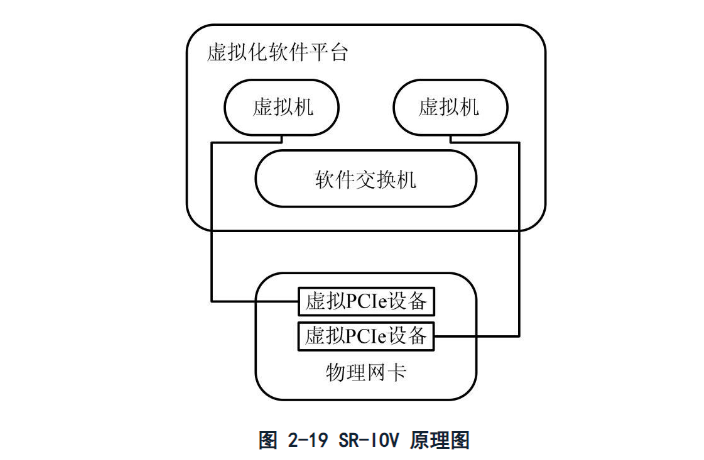 虚拟化软件平台
虚拟机
虚拟机
软件交换机
虚拟PCIe设备
虚拟PCIe设备
物理网卡
图 2-19 SR-IOV 原理图